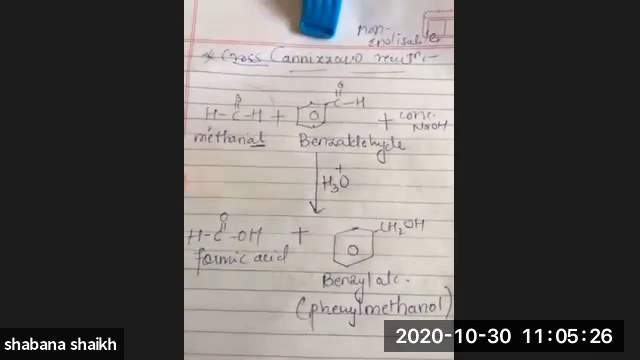 non-
enolisable
* Cross Cannizzaro reactn :-
O
H-C-H + C-H + conc. NaOH
methanal Benzaldehyde
H3O+
O
H-C-OH + CH2OH
formic acid
Benzyl alc.
(phenylmethanol)
shabana shaikh
2020-10-30 11:05:26